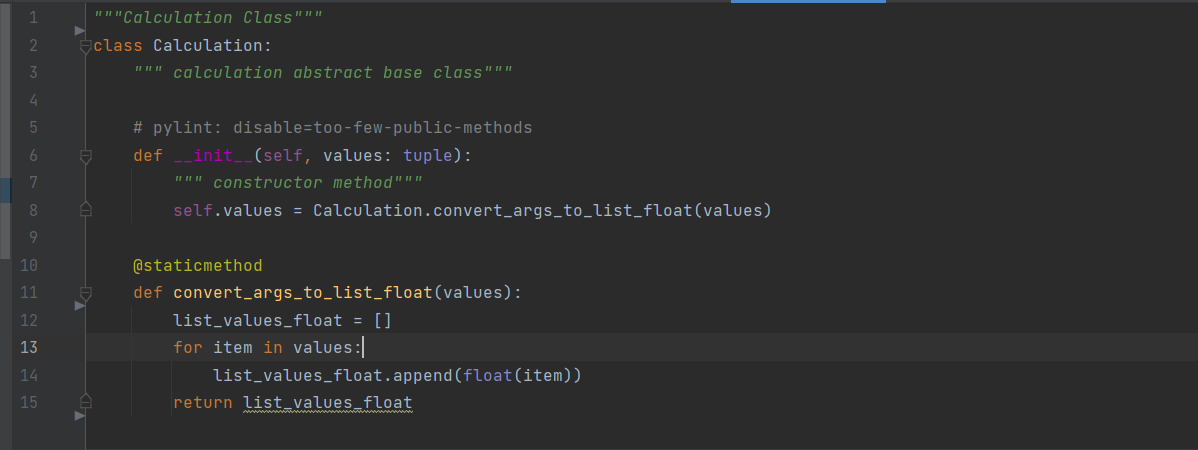 1 """Calculation Class"""
2 class Calculation:
3     """ calculation abstract base class"""
4
5     # pylint: disable=too-few-public-methods
6     def __init__(self, values: tuple):
7         """ constructor method"""
8         self.values = Calculation.convert_args_to_list_float(values)
9
10     @staticmethod
11     def convert_args_to_list_float(values):
12         list_values_float = []
13         for item in values:
14             list_values_float.append(float(item))
15         return list_values_float